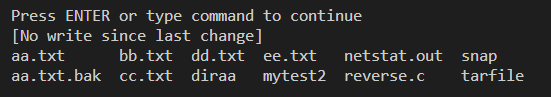 Press ENTER or type command to continue
[No write since last change]
aa.txt bb.txt dd.txt ee.txt netstat.out snap
aa.txt.bak cc.txt diraa mytest2 reverse.c tarfile